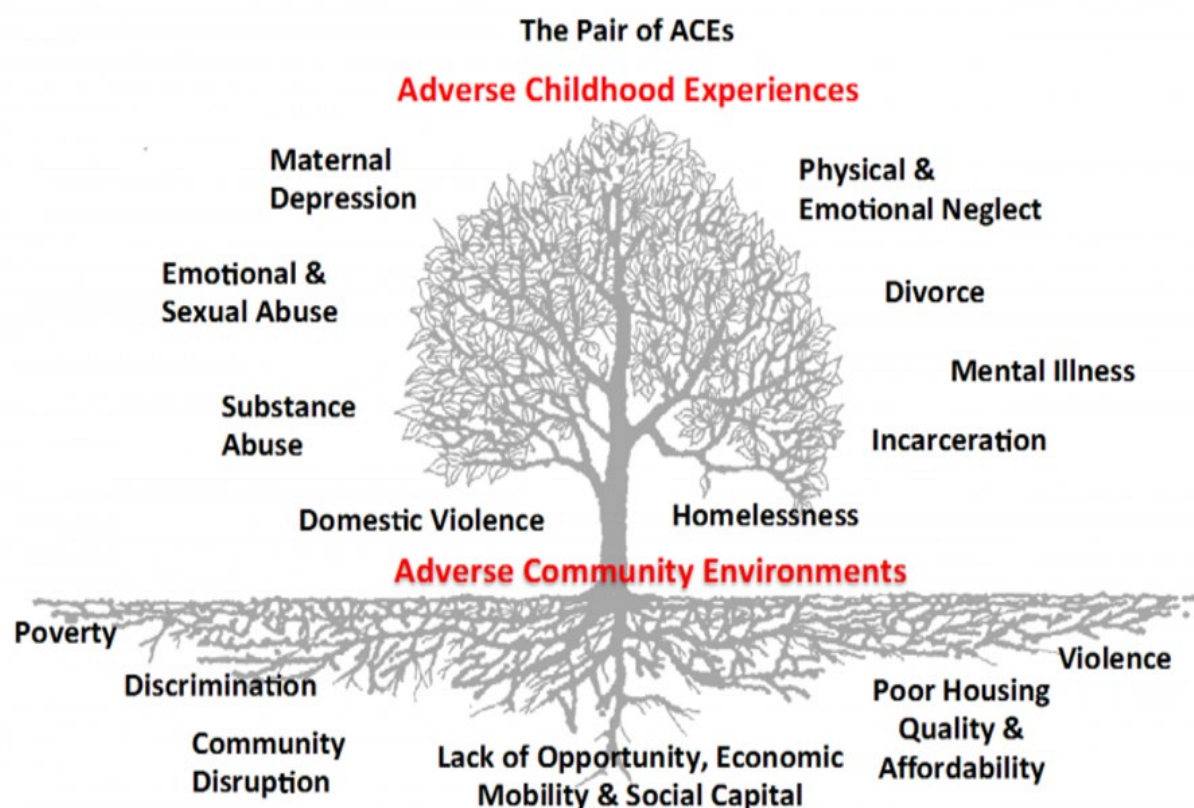 The Pair of ACEs
Adverse Childhood Experiences
Maternal
Depression
Physical &
Emotional Neglect
Emotional &
Sexual Abuse
Divorce
Mental Illness
Substance
Abuse
Incarceration
Domestic Violence
Homelessness
Adverse Community Environments
Poverty
Violence
Discrimination
Poor Housing
Quality &
Affordability
Community
Disruption
Lack of Opportunity, Economic
Mobility & Social Capital